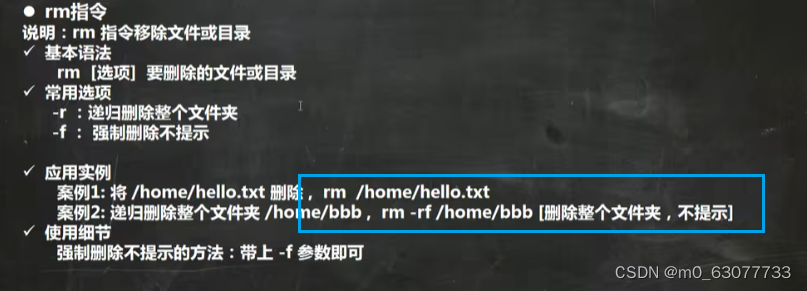 ● rm指令
说明：rm 指令移除文件或目录
✓ 基本语法
rm [选项] 要删除的文件或目录
✓ 常用选项
-r ：递归删除整个文件夹
-f ： 强制删除不提示
✓ 应用实例
案例1: 将 /home/hello.txt 删除 , rm /home/hello.txt
案例2: 递归删除整个文件夹 /home/bbb , rm -rf /home/bbb [删除整个文件夹，不提示]
✓ 使用细节
强制删除不提示的方法：带上 -f 参数即可
CSDN @m0_63077733